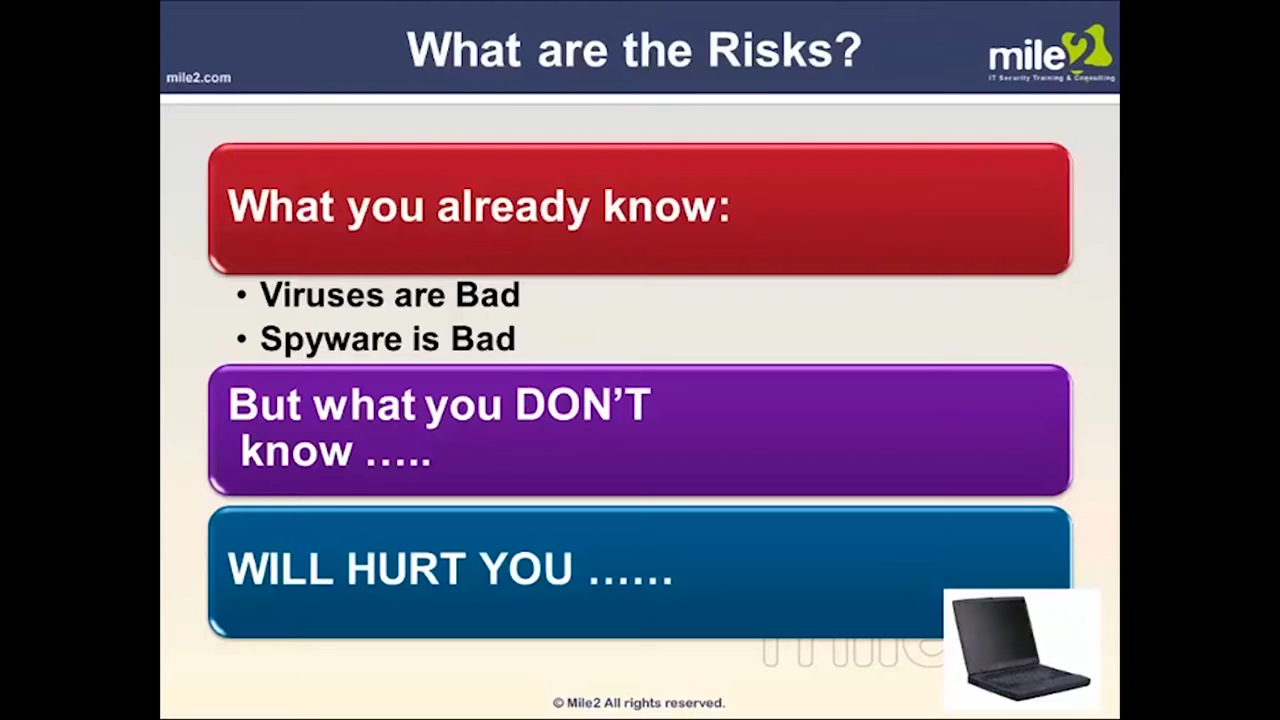 What are the Risks?
mile2.com
mile2
IT Security Training & Consulting
What you already know:
• Viruses are Bad
• Spyware is Bad
But what you DON’T
know …..
WILL HURT YOU ……
mile2
© Mile2 All rights reserved.